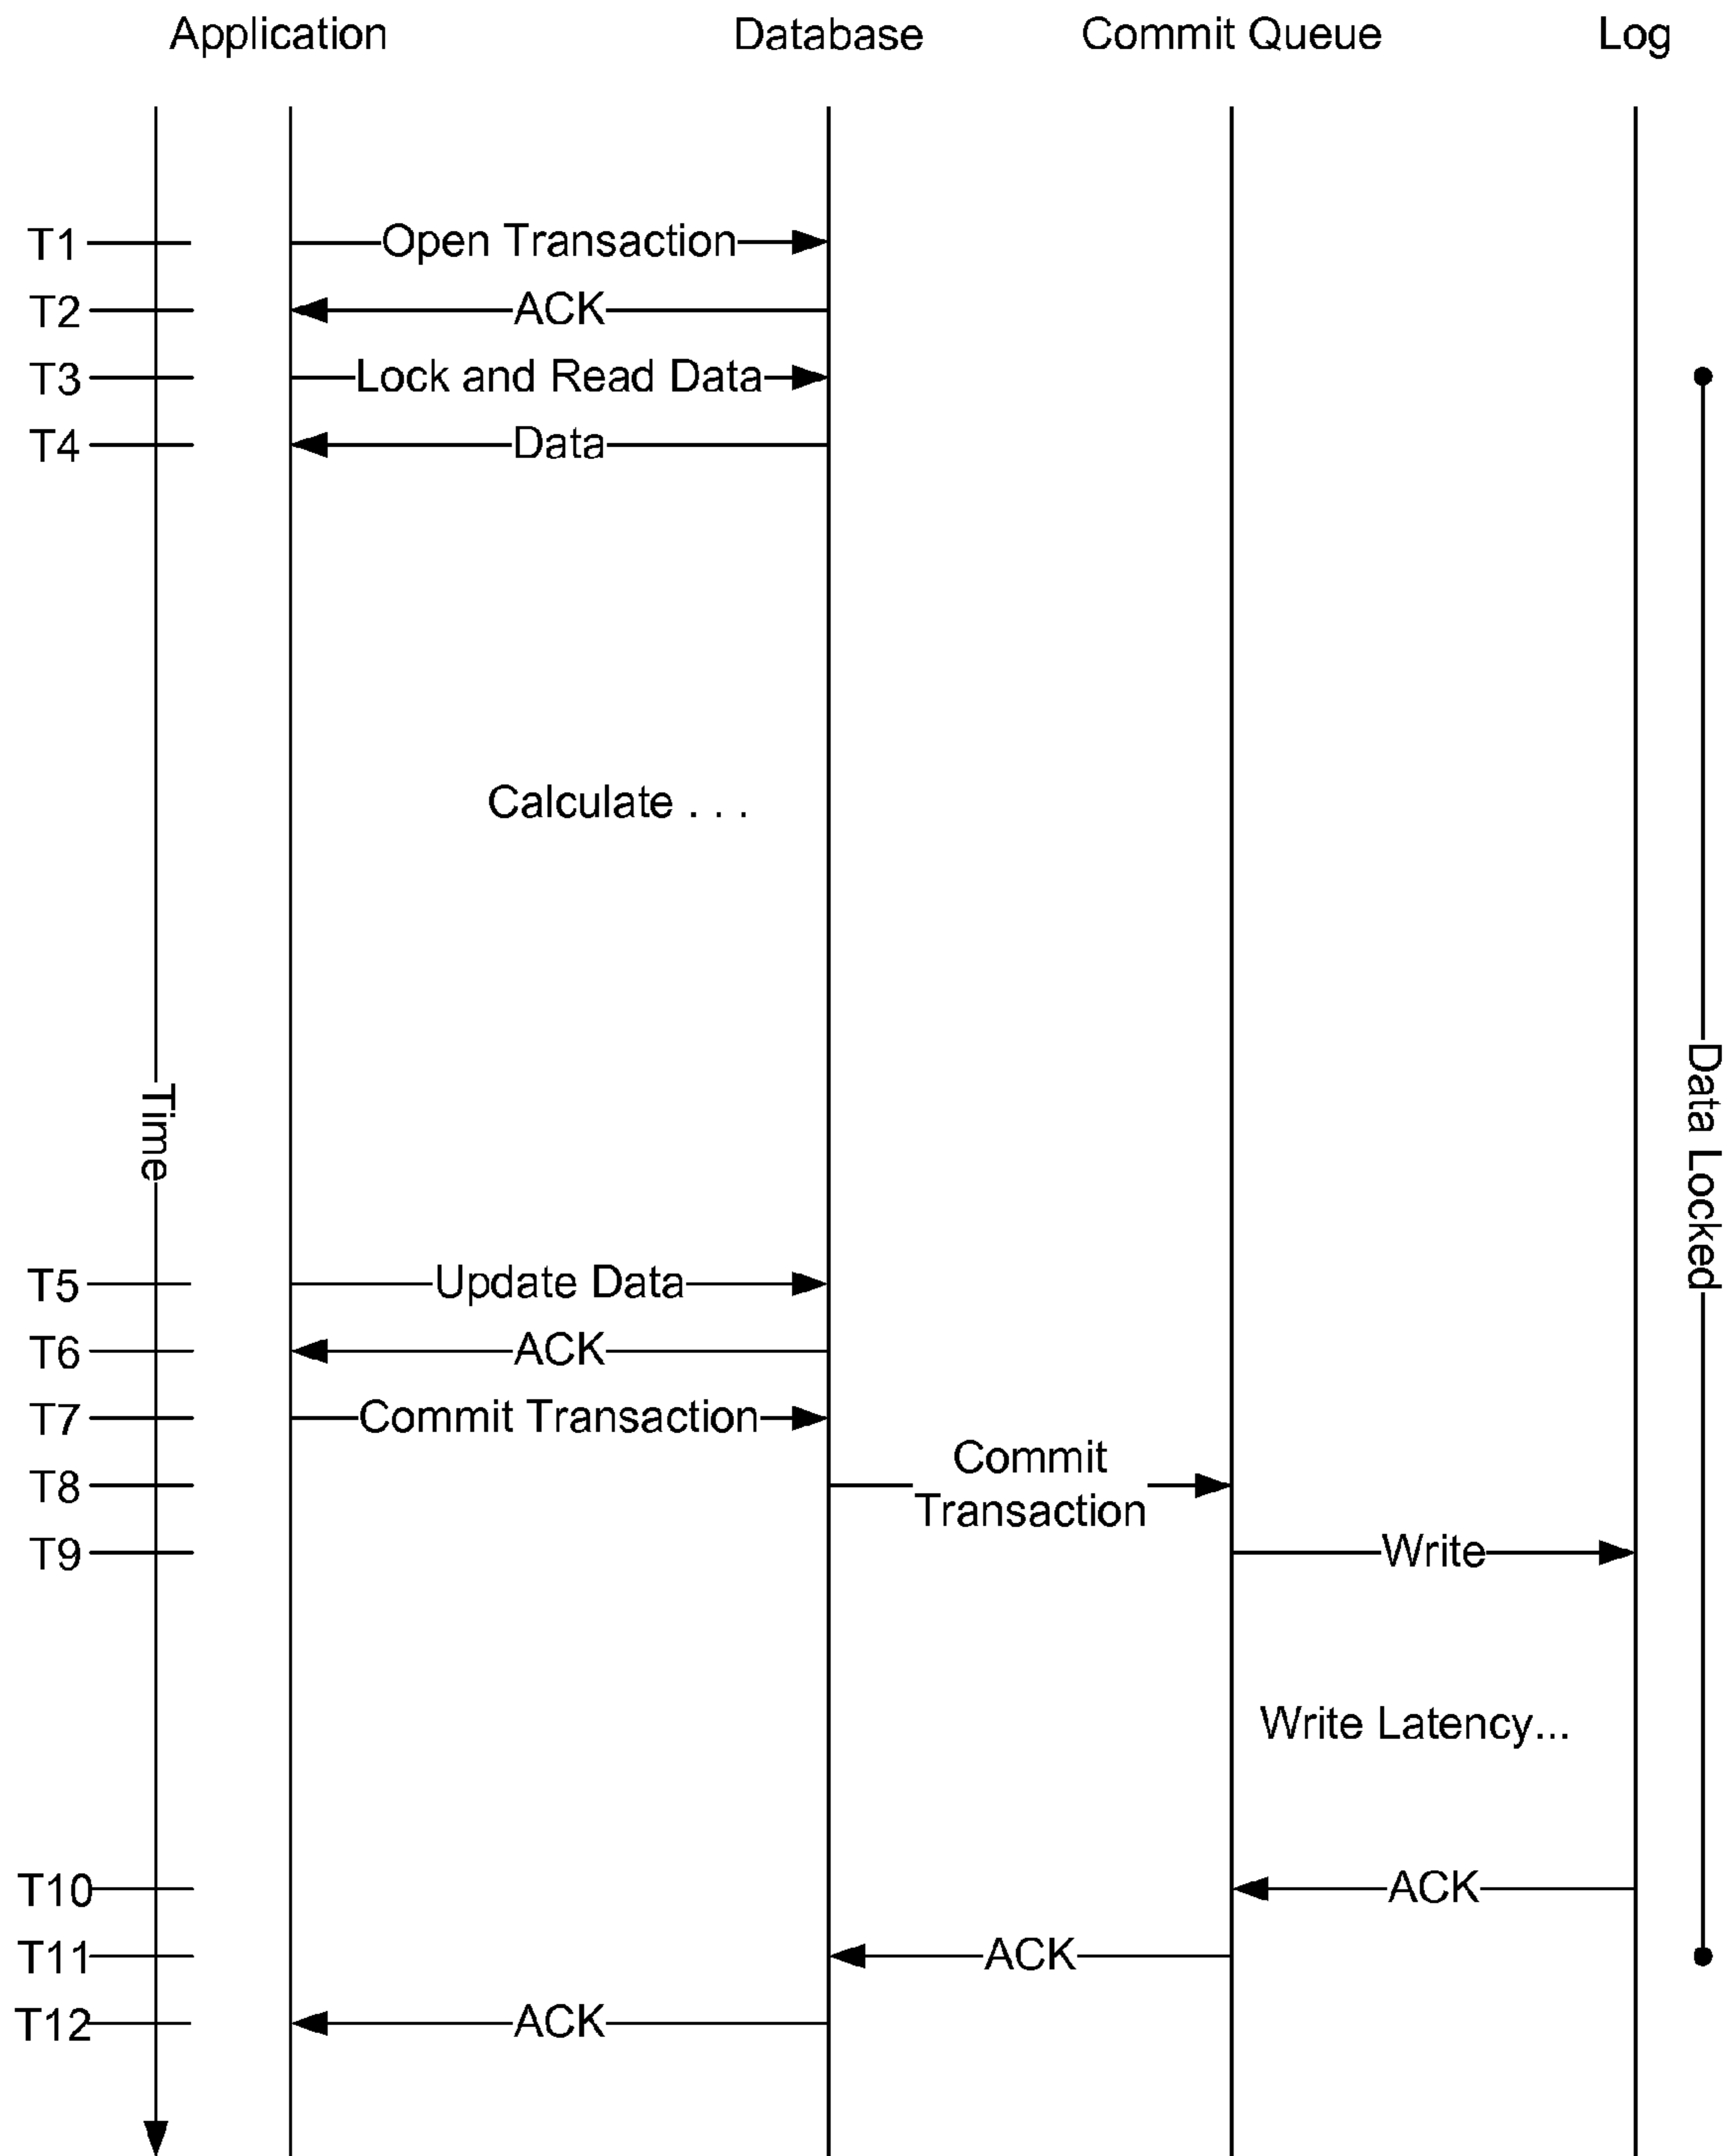 Application
Database
Commit Queue
Log
T1
Open Transaction
T2
ACK
T3
Lock and Read Data
T4
Data
Calculate . . .
Time
Data Locked
T5
Update Data
T6
ACK
T7
Commit Transaction
T8
Commit
Transaction
T9
Write
Write Latency...
T10
ACK
T11
ACK
T12
ACK